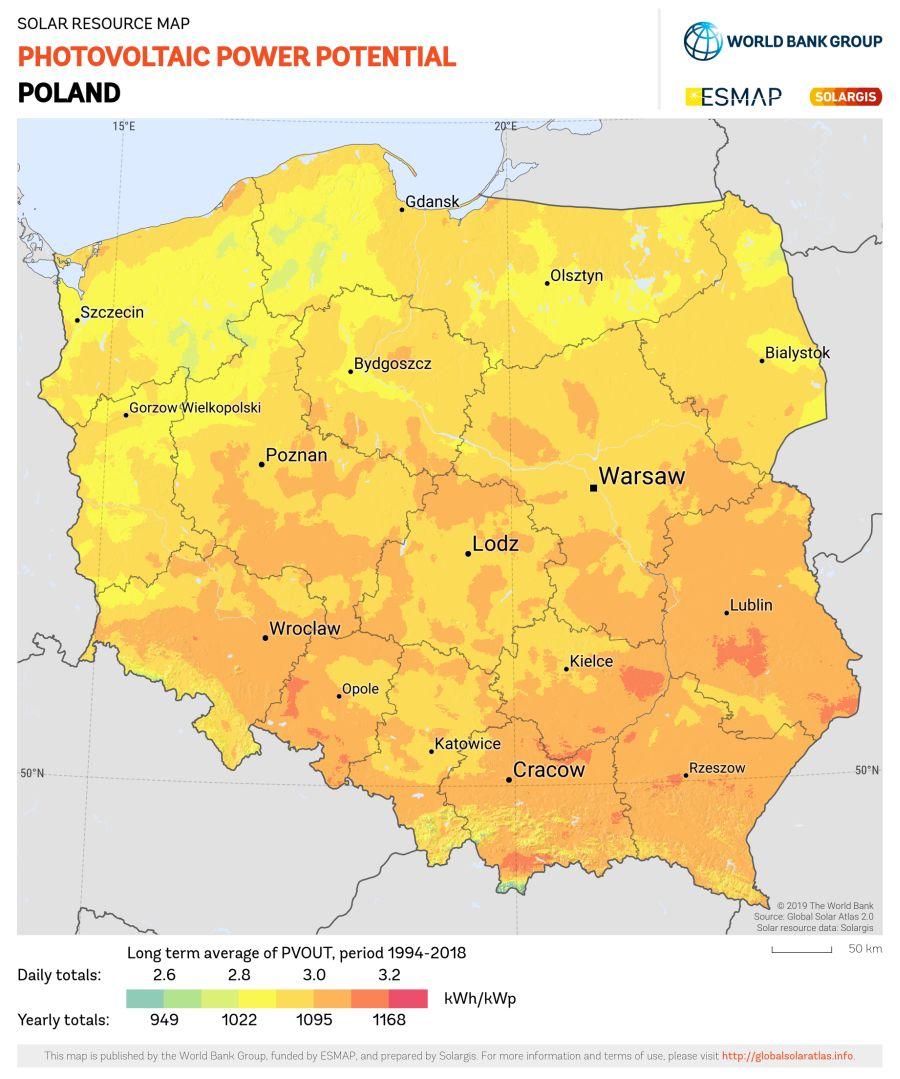 SOLAR RESOURCE MAP
PHOTOVOLTAIC POWER POTENTIAL
POLAND
WORLD BANK GROUP
ESMAP
SOLARGIS
15°E
20°E
Gdansk
Olsztyn
Szczecin
Bialystok
Bydgoszcz
Gorzow Wielkopolski
Poznan
Warsaw
Lodz
Lublin
Wroclaw
Kielce
Opole
Katowice
50°N
Cracow
Rzeszow
50°N
© 2019 The World Bank
Source: Global Solar Atlas 2.0
Solar resource data: Solargis
50 km
Long term average of PVOUT, period 1994-2018
Daily totals: 2.6 2.8 3.0 3.2
kWh/kWp
Yearly totals: 949 1022 1095 1168
This map is published by the World Bank Group, funded by ESMAP, and prepared by Solargis. For more information and terms of use, please visit http://globalsolaratlas.info.